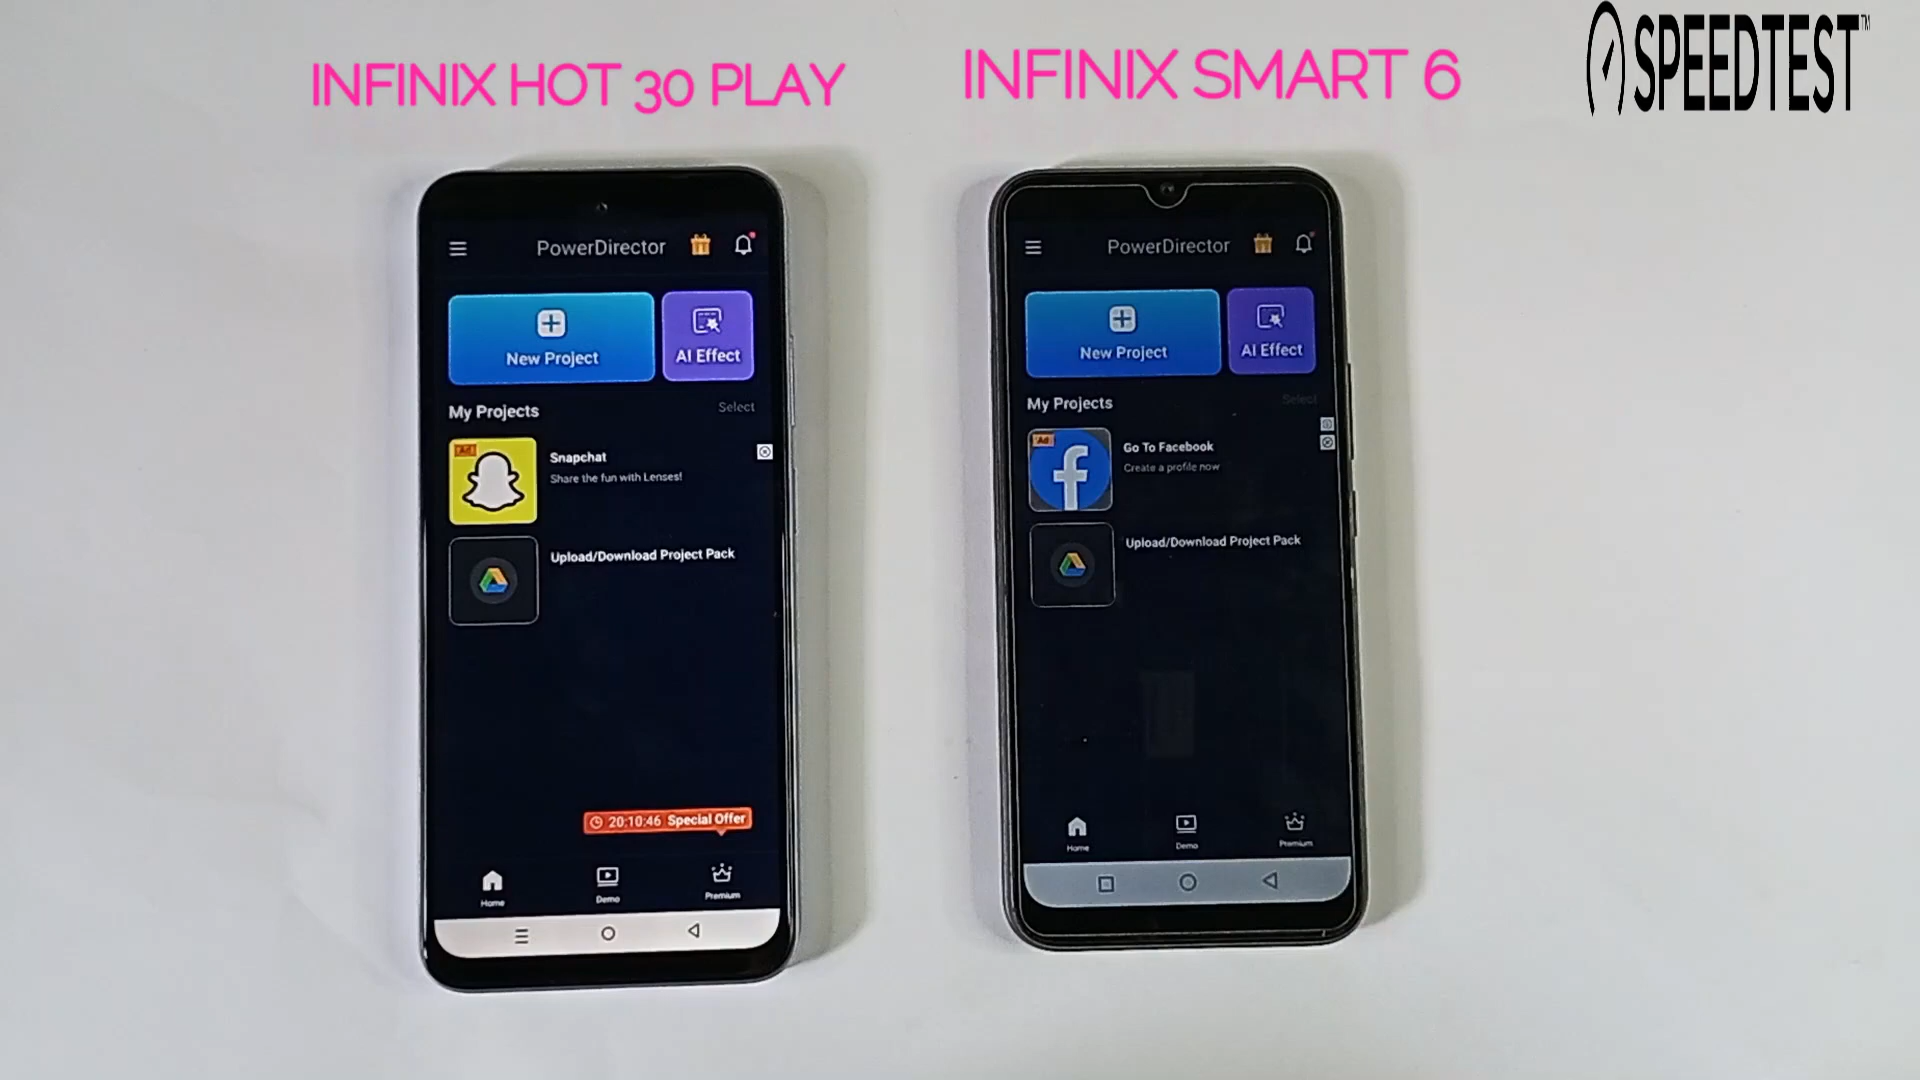 INFINIX HOT 30 PLAY
INFINIX SMART 6
SPEEDTEST™
PowerDirector
New Project
AI Effect
My Projects
Select
Ad
Snapchat
Share the fun with Lenses!
Upload/Download Project Pack
20:10:46 Special Offer
Home
Demo
Premium
PowerDirector
New Project
AI Effect
My Projects
Select
Ad
Go To Facebook
Create a profile now
Upload/Download Project Pack
Home
Demo
Premium